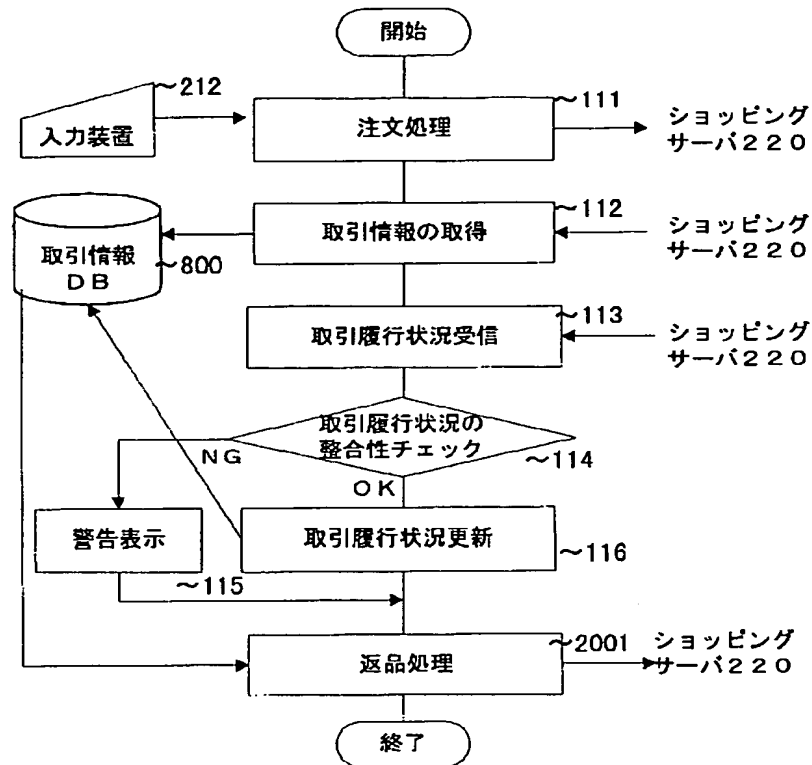 開始
~212
入力装置
~111
注文処理
ショッピング
サーバ220
~112
取引情報の取得
ショッピング
サーバ220
取引情報
DB
~800
~113
取引履行状況受信
ショッピング
サーバ220
取引履行状況の
整合性チェック
~114
NG
OK
警告表示
~115
取引履行状況更新
~116
~2001
返品処理
ショッピング
サーバ220
終了